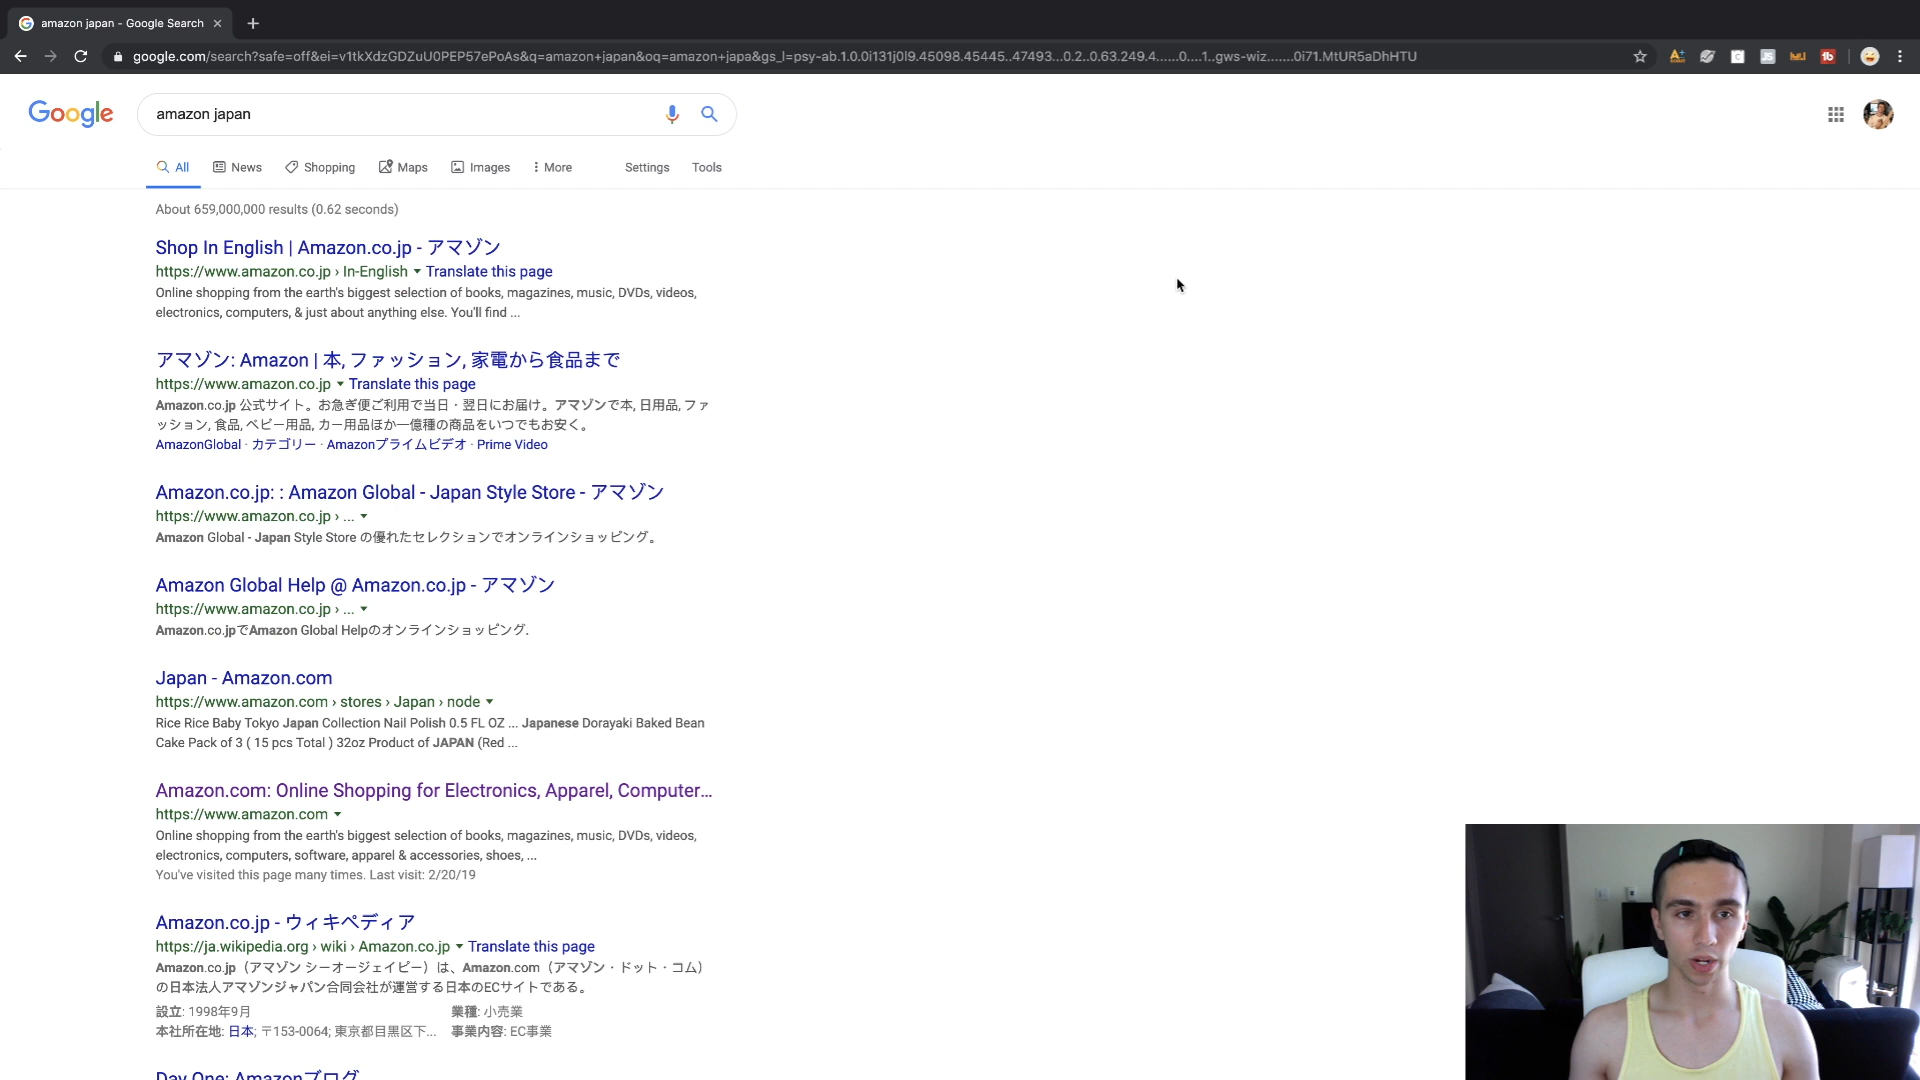 amazon japan - Google Search
google.com/search?safe=off&ei=v1tkXdzGDZuU0PEP57ePoAs&q=amazon+japan&oq=amazon+japa&gs_l=psy-ab.1.0.0i131j0l9.45098.45445..47493...0.2..0.63.249.4......0....1..gws-wiz.......0i71.MtUR5aDhHTU
Google
amazon japan
All News Shopping Maps Images More Settings Tools
About 659,000,000 results (0.62 seconds)
Shop In English | Amazon.co.jp - アマゾン
https://www.amazon.co.jp › In-English Translate this page
Online shopping from the earth's biggest selection of books, magazines, music, DVDs, videos,
electronics, computers, & just about anything else. You'll find ...
アマゾン: Amazon | 本, ファッション, 家電から食品まで
https://www.amazon.co.jp Translate this page
Amazon.co.jp 公式サイト。お急ぎ便ご利用で当日・翌日にお届け。アマゾンで本, 日用品, ファ
ッション, 食品, ベビー用品, カー用品ほか一億種の商品をいつでもお安く。
AmazonGlobal · カテゴリー · Amazonプライムビデオ · Prime Video
Amazon.co.jp: : Amazon Global - Japan Style Store - アマゾン
https://www.amazon.co.jp › ...
Amazon Global - Japan Style Store の優れたセレクションでオンラインショッピング。
Amazon Global Help @ Amazon.co.jp - アマゾン
https://www.amazon.co.jp › ...
Amazon.co.jpでAmazon Global Helpのオンラインショッピング.
Japan - Amazon.com
https://www.amazon.com › stores › Japan › node
Rice Rice Baby Tokyo Japan Collection Nail Polish 0.5 FL OZ ... Japanese Dorayaki Baked Bean
Cake Pack of 3 ( 15 pcs Total ) 32oz Product of JAPAN (Red ...
Amazon.com: Online Shopping for Electronics, Apparel, Computer...
https://www.amazon.com
Online shopping from the earth's biggest selection of books, magazines, music, DVDs, videos,
electronics, computers, software, apparel & accessories, shoes, ...
You've visited this page many times. Last visit: 2/20/19
Amazon.co.jp - ウィキペディア
https://ja.wikipedia.org › wiki › Amazon.co.jp Translate this page
Amazon.co.jp（アマゾン シーオージェイピー）は、Amazon.com（アマゾン・ドット・コム）
の日本法人アマゾンジャパン合同会社が運営する日本のECサイトである。
設立: 1998年9月 業種: 小売業
本社所在地: 日本; 〒153-0064; 東京都目黒区下... 事業内容: EC事業
Day One: Amazonブログ